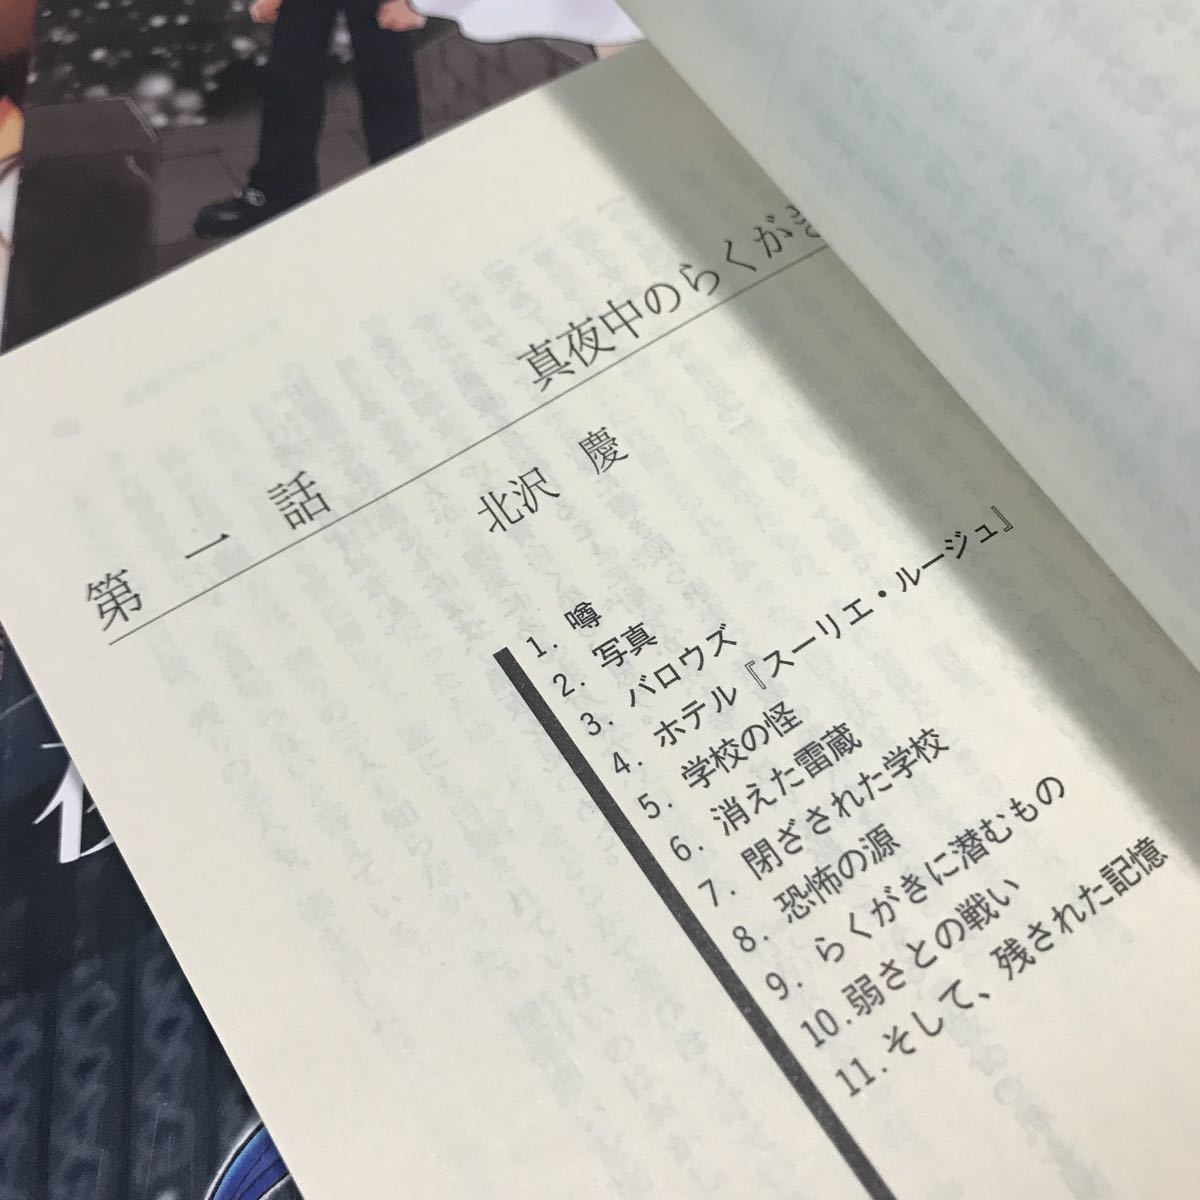 第一話 真夜中のらくがき
北沢 慶
1. 噂
2. 写真
3. バロウズ
4. ホテル『スーリエ・ルージュ』
5. 学校の怪
6. 消えた雷蔵
7. 閉ざされた学校
8. 恐怖の源
9. らくがきに潜むもの
10. 弱さとの戦い
11. そして、残された記憶